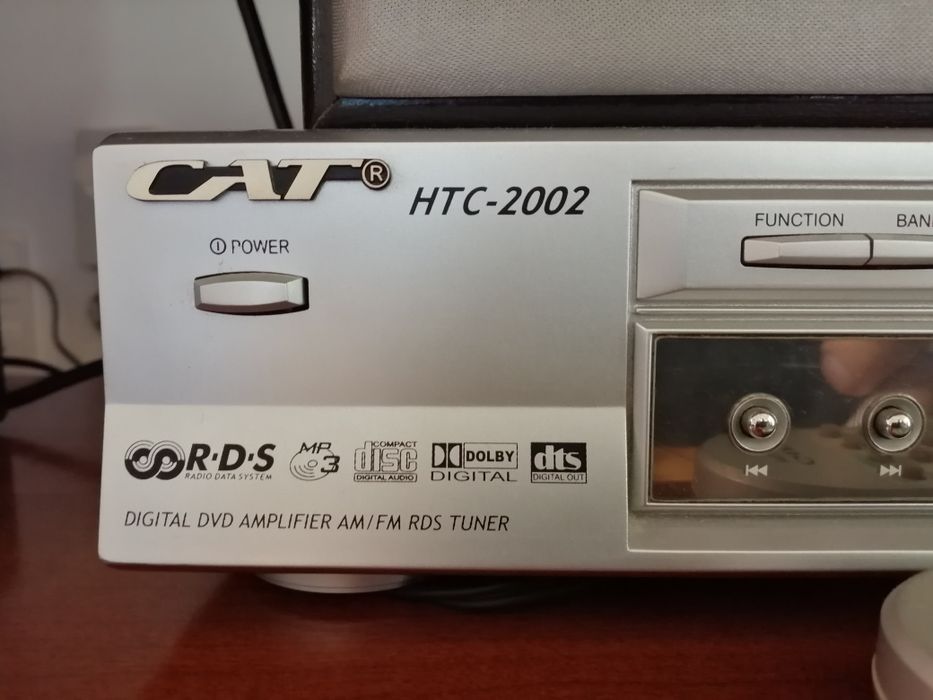 CAT®
HTC-2002
POWER
FUNCTION
R·D·S
RADIO DATA SYSTEM
MP3
COMPACT
disc
DIGITAL AUDIO
DOLBY
DIGITAL
dts
DIGITAL OUT
DIGITAL DVD AMPLIFIER AM/FM RDS TUNER